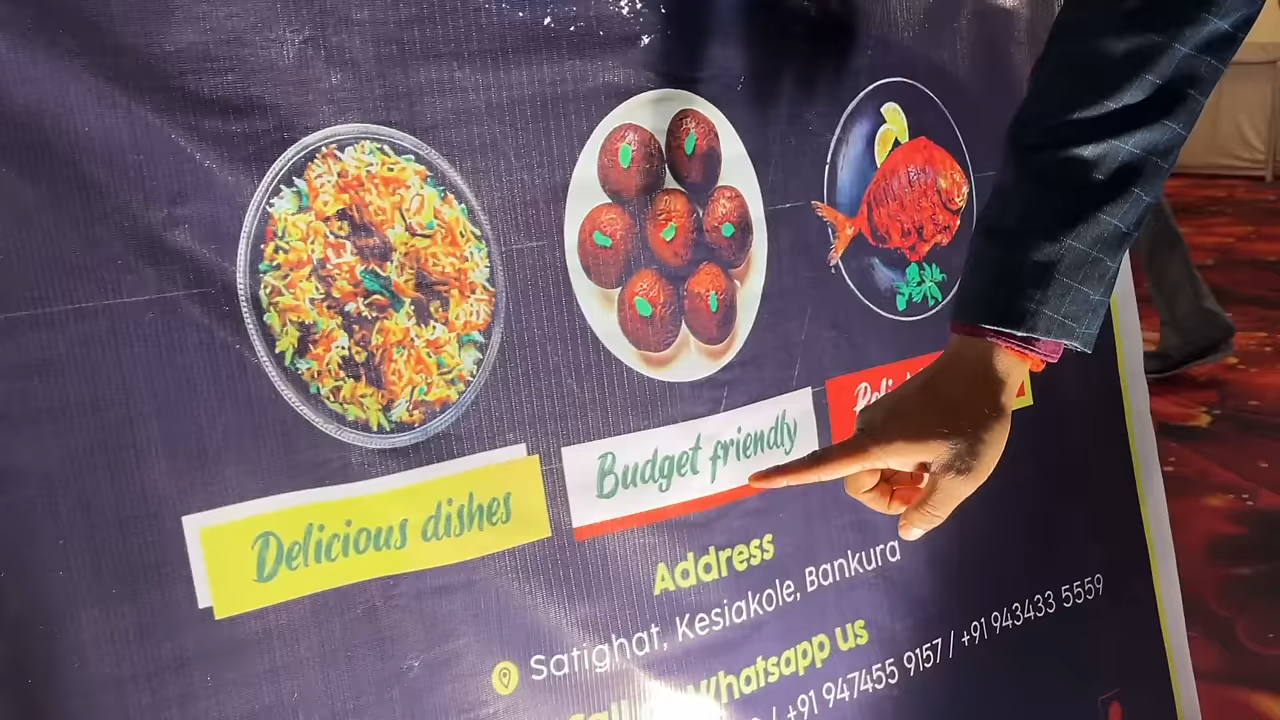 Delicious dishes
Budget friendly
Address
Satighat, Kesiakole, Bankura
Whatsapp us
/ +91 947455 9157 / +91 943433 5559